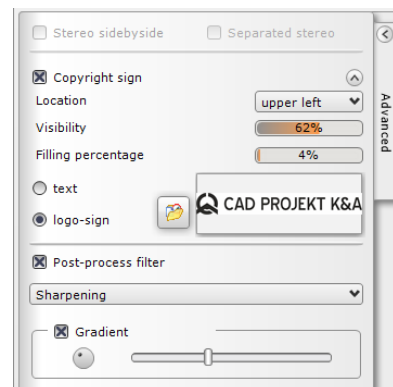 Stereo sidebyside Separated stereo
Copyright sign
Location upper left
Visibility 62%
Filling percentage 4%
text
logo-sign
CAD PROJEKT K&A
Post-process filter
Sharpening
Gradient
Advanced